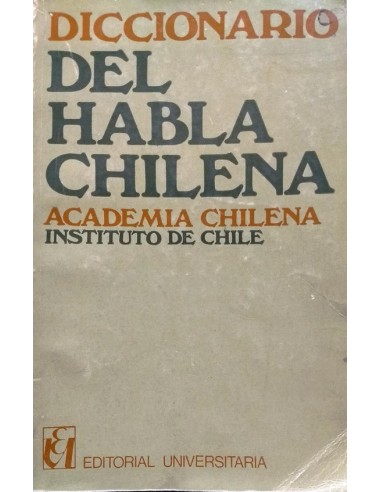 DICCIONARIO
DEL
HABLA
CHILENA
ACADEMIA CHILENA
INSTITUTO DE CHILE
EDITORIAL UNIVERSITARIA